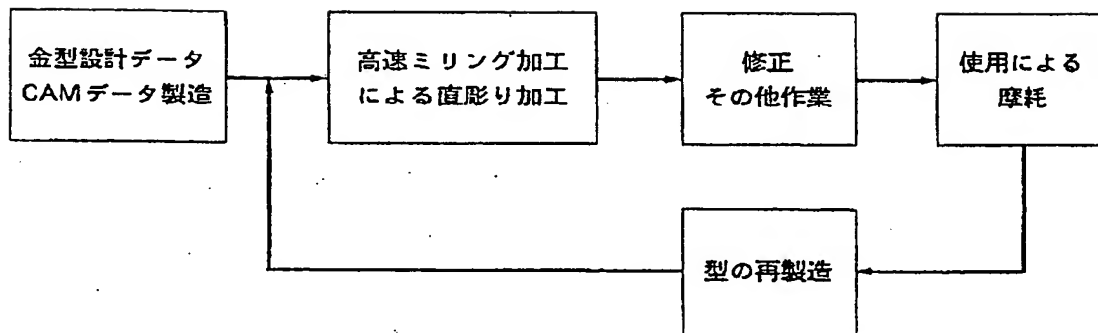 金型設計データ
CAMデータ製造
高速ミリング加工
による直彫り加工
修正
その他作業
使用による
摩耗
型の再製造